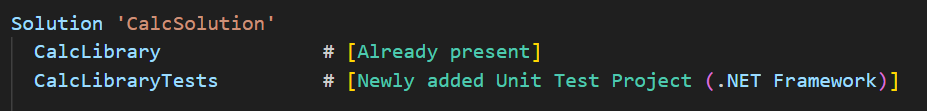 Solution 'CalcSolution'
CalcLibrary # [Already present]
CalcLibraryTests # [Newly added Unit Test Project (.NET Framework)]